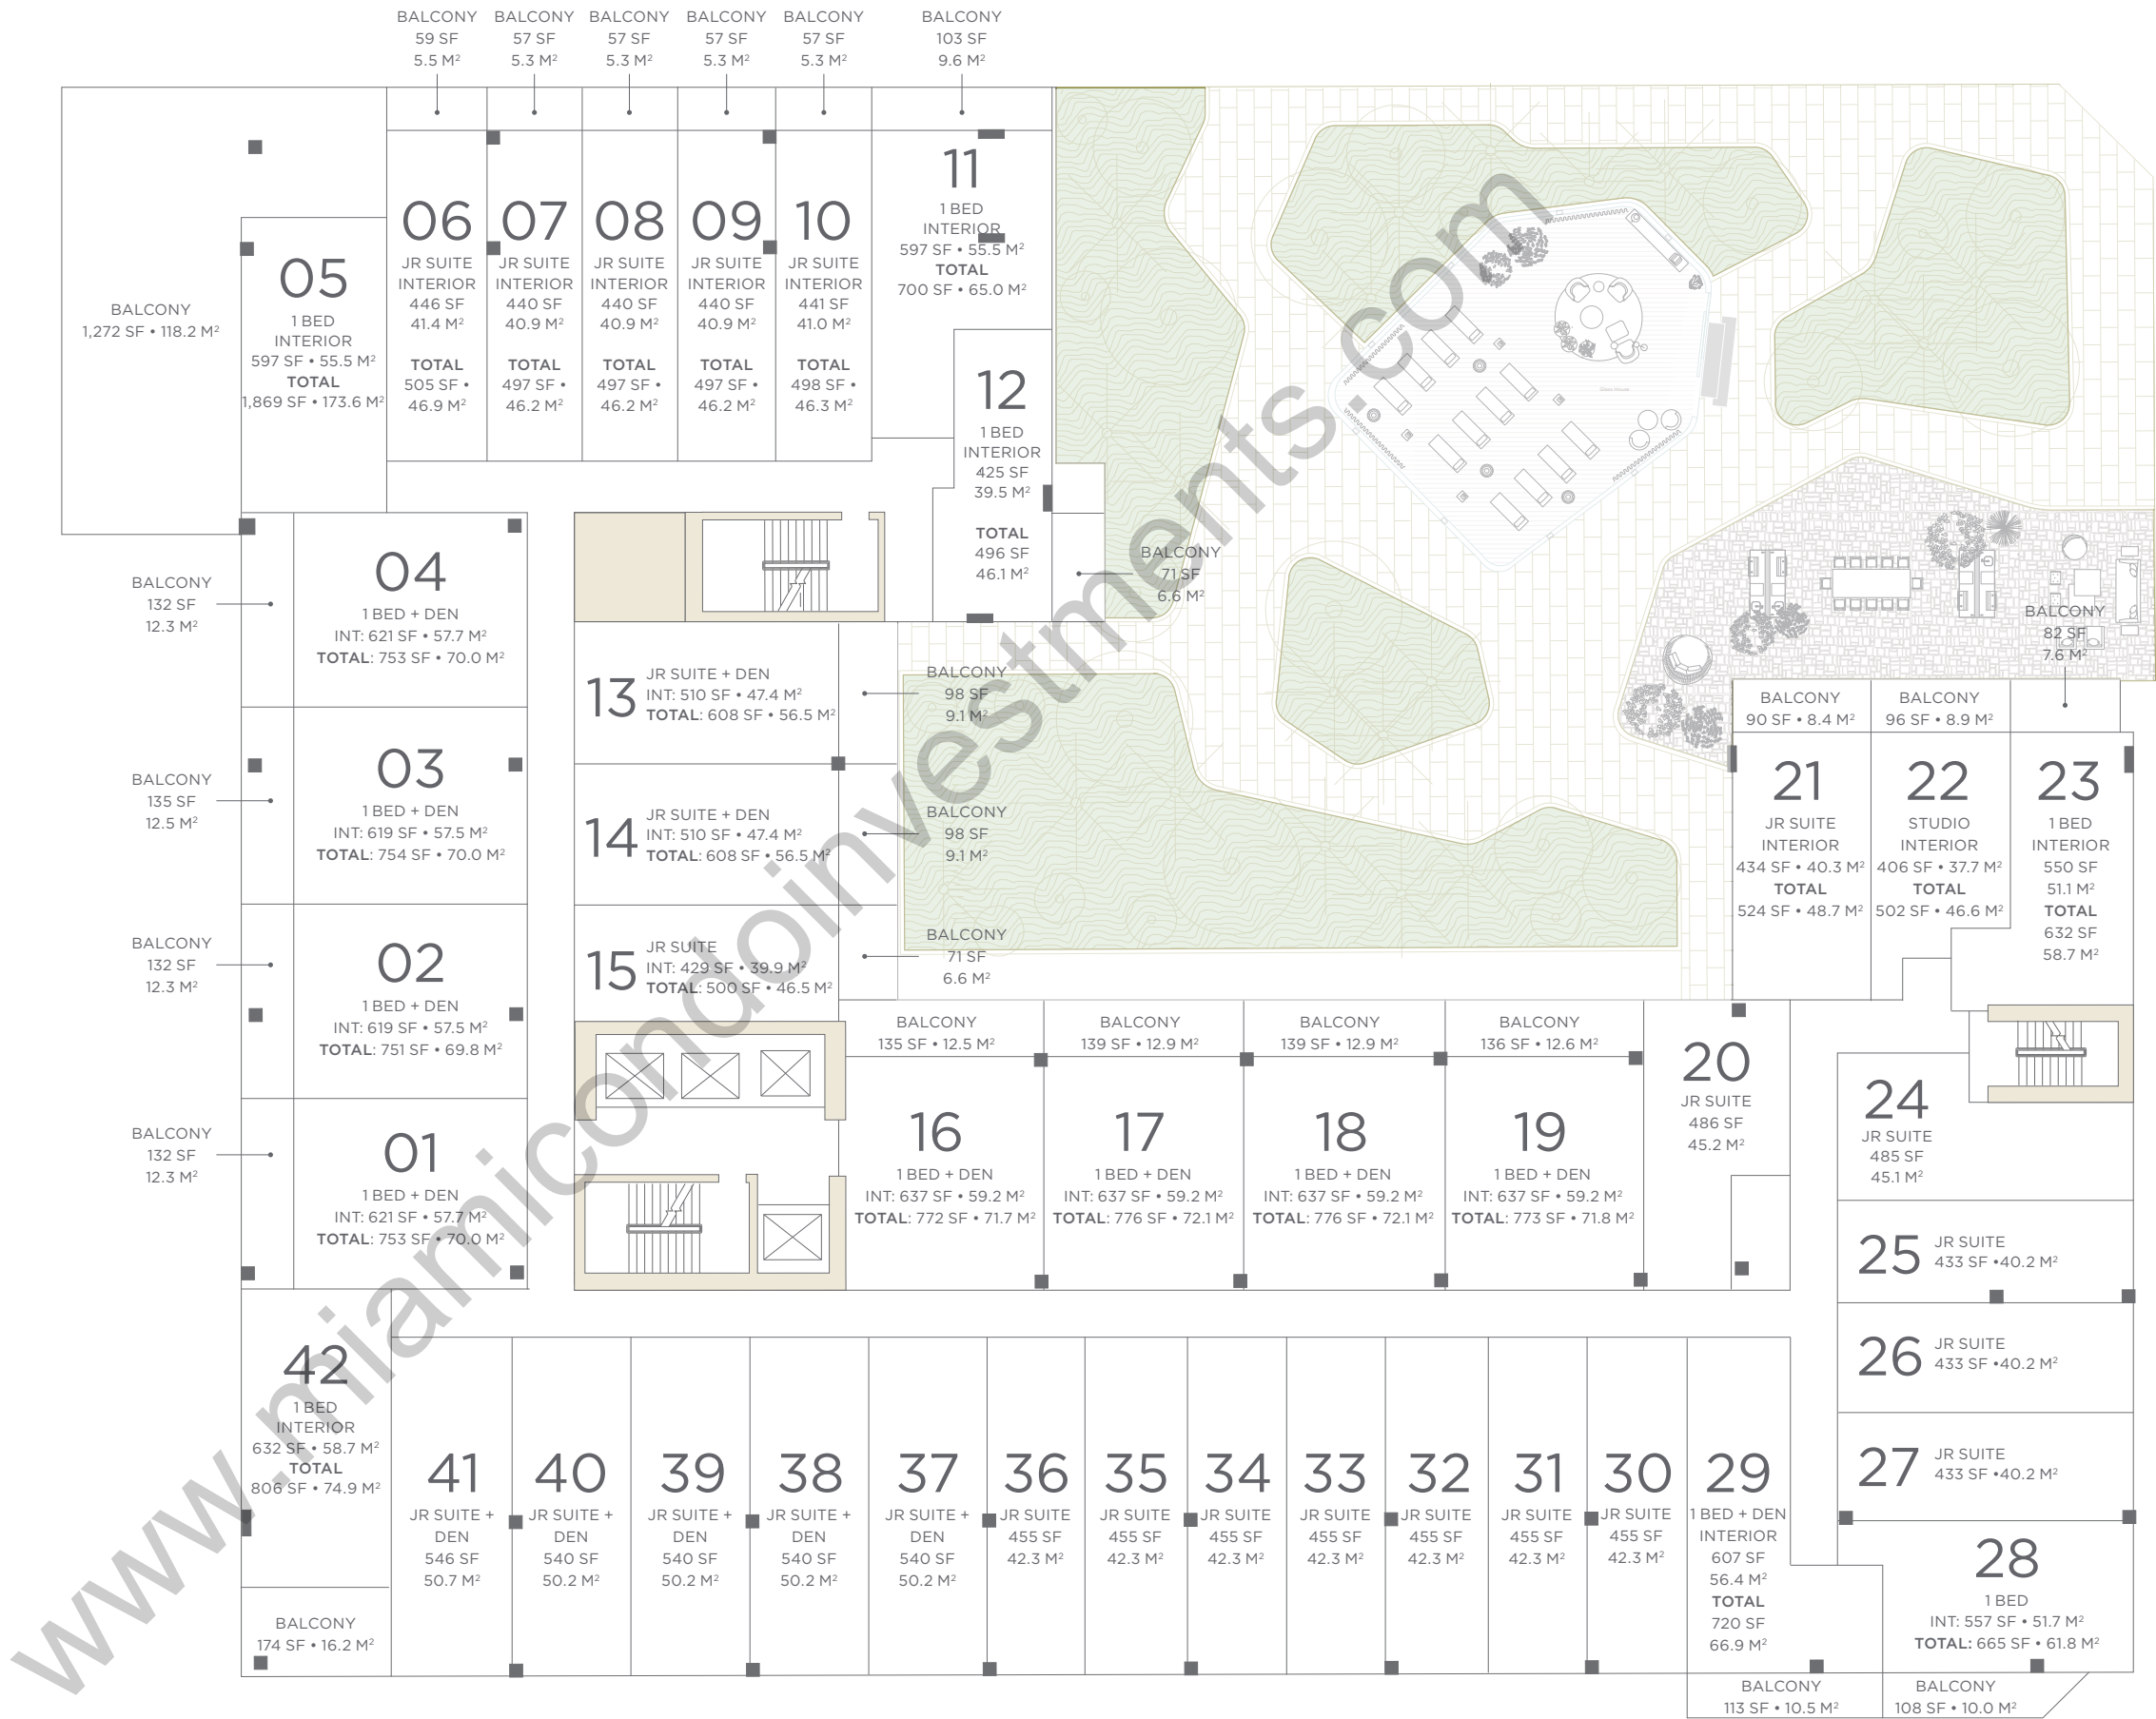 BALCONY
59 SF
5.5 M²
BALCONY
57 SF
5.3 M²
BALCONY
57 SF
5.3 M²
BALCONY
57 SF
5.3 M²
BALCONY
57 SF
5.3 M²
BALCONY
103 SF
9.6 M²
BALCONY
1,272 SF • 118.2 M²
05
1 BED
INTERIOR
597 SF • 55.5 M²
TOTAL
1,869 SF • 173.6 M²
06
JR SUITE
INTERIOR
446 SF
41.4 M²
TOTAL
505 SF •
46.9 M²
07
JR SUITE
INTERIOR
440 SF
40.9 M²
TOTAL
497 SF •
46.2 M²
08
JR SUITE
INTERIOR
440 SF
40.9 M²
TOTAL
497 SF •
46.2 M²
09
JR SUITE
INTERIOR
440 SF
40.9 M²
TOTAL
497 SF •
46.2 M²
10
JR SUITE
INTERIOR
441 SF
41.0 M²
TOTAL
498 SF •
46.3 M²
11
1 BED
INTERIOR
597 SF • 55.5 M²
TOTAL
700 SF • 65.0 M²
12
1 BED
INTERIOR
425 SF
39.5 M²
TOTAL
496 SF
46.1 M²
BALCONY
71 SF
6.6 M²
BALCONY
132 SF
12.3 M²
04
1 BED + DEN
INT: 621 SF • 57.7 M²
TOTAL: 753 SF • 70.0 M²
BALCONY
135 SF
12.5 M²
03
1 BED + DEN
INT: 619 SF • 57.5 M²
TOTAL: 754 SF • 70.0 M²
BALCONY
132 SF
12.3 M²
02
1 BED + DEN
INT: 619 SF • 57.5 M²
TOTAL: 751 SF • 69.8 M²
BALCONY
132 SF
12.3 M²
01
1 BED + DEN
INT: 621 SF • 57.7 M²
TOTAL: 753 SF • 70.0 M²
13
JR SUITE + DEN
INT: 510 SF • 47.4 M²
TOTAL: 608 SF • 56.5 M²
BALCONY
98 SF
9.1 M²
14
JR SUITE + DEN
INT: 510 SF • 47.4 M²
TOTAL: 608 SF • 56.5 M²
BALCONY
98 SF
9.1 M²
15
JR SUITE
INT: 429 SF • 39.9 M²
TOTAL: 500 SF • 46.5 M²
BALCONY
71 SF
6.6 M²
BALCONY
135 SF • 12.5 M²
16
1 BED + DEN
INT: 637 SF • 59.2 M²
TOTAL: 772 SF • 71.7 M²
BALCONY
139 SF • 12.9 M²
17
1 BED + DEN
INT: 637 SF • 59.2 M²
TOTAL: 776 SF • 72.1 M²
BALCONY
139 SF • 12.9 M²
18
1 BED + DEN
INT: 637 SF • 59.2 M²
TOTAL: 776 SF • 72.1 M²
BALCONY
136 SF • 12.6 M²
19
1 BED + DEN
INT: 637 SF • 59.2 M²
TOTAL: 773 SF • 71.8 M²
20
JR SUITE
486 SF
45.2 M²
BALCONY
90 SF • 8.4 M²
21
JR SUITE
INTERIOR
434 SF • 40.3 M²
TOTAL
524 SF • 48.7 M²
BALCONY
96 SF • 8.9 M²
22
STUDIO
INTERIOR
406 SF • 37.7 M²
TOTAL
502 SF • 46.6 M²
BALCONY
82 SF
7.6 M²
23
1 BED
INTERIOR
550 SF
51.1 M²
TOTAL
632 SF
58.7 M²
24
JR SUITE
485 SF
45.1 M²
25
JR SUITE
433 SF •40.2 M²
26
JR SUITE
433 SF •40.2 M²
27
JR SUITE
433 SF •40.2 M²
28
1 BED
INT: 557 SF • 51.7 M²
TOTAL: 665 SF • 61.8 M²
BALCONY
108 SF • 10.0 M²
42
1 BED
INTERIOR
632 SF • 58.7 M²
TOTAL
806 SF • 74.9 M²
BALCONY
174 SF • 16.2 M²
41
JR SUITE +
DEN
546 SF
50.7 M²
40
JR SUITE +
DEN
540 SF
50.2 M²
39
JR SUITE +
DEN
540 SF
50.2 M²
38
JR SUITE +
DEN
540 SF
50.2 M²
37
JR SUITE +
DEN
540 SF
50.2 M²
36
JR SUITE
455 SF
42.3 M²
35
JR SUITE
455 SF
42.3 M²
34
JR SUITE
455 SF
42.3 M²
33
JR SUITE
455 SF
42.3 M²
32
JR SUITE
455 SF
42.3 M²
31
JR SUITE
455 SF
42.3 M²
30
JR SUITE
455 SF
42.3 M²
29
1 BED + DEN
INTERIOR
607 SF
56.4 M²
TOTAL
720 SF
66.9 M²
BALCONY
113 SF • 10.5 M²
www.miamicondoinvestments.com